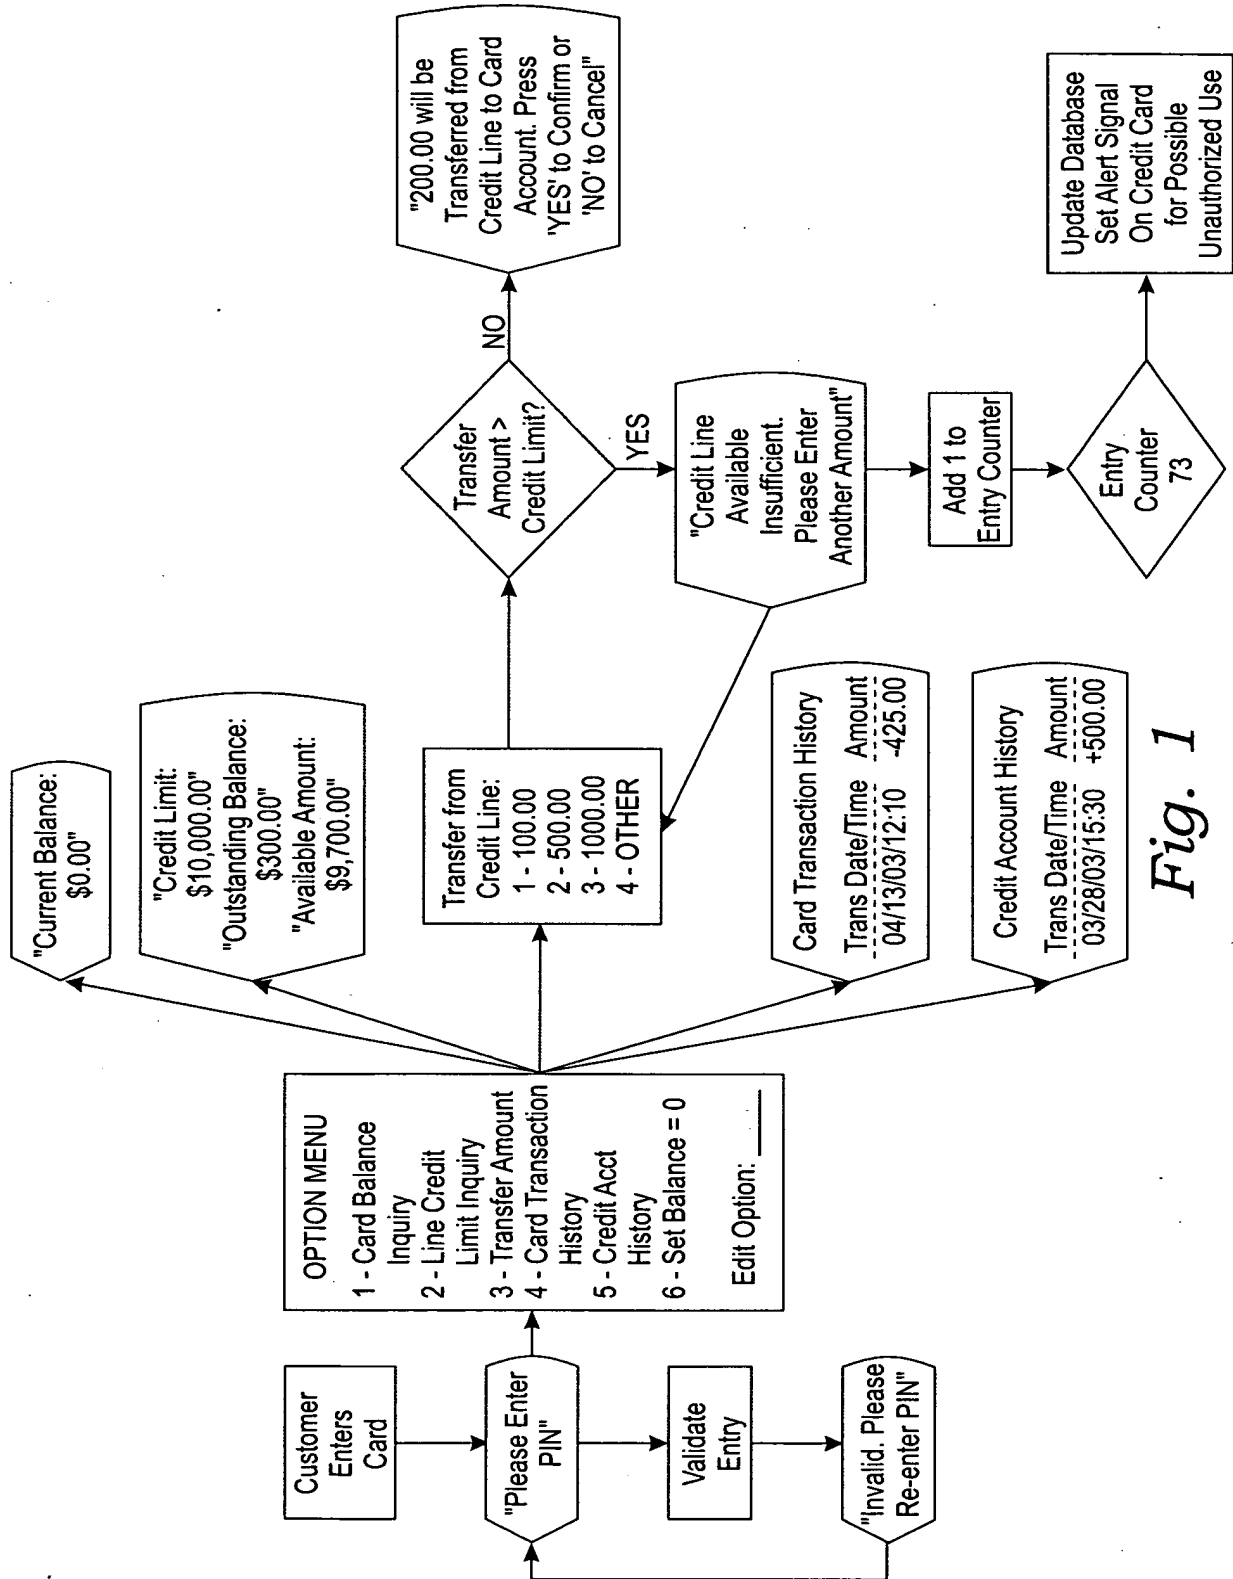 Customer
Enters
Card
"Please Enter
PIN"
Validate
Entry
"Invalid. Please
Re-enter PIN"
OPTION MENU
1 - Card Balance
Inquiry
2 - Line Credit
Limit Inquiry
3 - Transfer Amount
4 - Card Transaction
History
5 - Credit Acct
History
6 - Set Balance = 0
Edit Option: ____
"Current Balance:
$0.00"
"Credit Limit:
$10,000.00"
"Outstanding Balance:
$300.00"
"Available Amount:
$9,700.00"
Transfer from
Credit Line:
1 - 100.00
2 - 500.00
3 - 1000.00
4 - OTHER
Card Transaction History
Trans Date/Time Amount
04/13/03/12:10 -425.00
Credit Account History
Trans Date/Time Amount
03/28/03/15:30 +500.00
Transfer
Amount >
Credit Limit?
NO
YES
"200.00 will be
Transferred from
Credit Line to Card
Account. Press
'YES' to Confirm or
'NO' to Cancel"
"Credit Line
Available
Insufficient.
Please Enter
Another Amount"
Add 1 to
Entry Counter
Entry
Counter
73
Update Database
Set Alert Signal
On Credit Card
for Possible
Unauthorized Use
Fig. 1